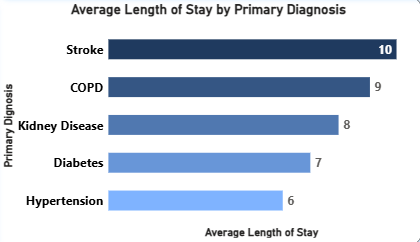 Average Length of Stay by Primary Diagnosis
Primary Dignosis
Stroke 10
COPD 9
Kidney Disease 8
Diabetes 7
Hypertension 6
Average Length of Stay